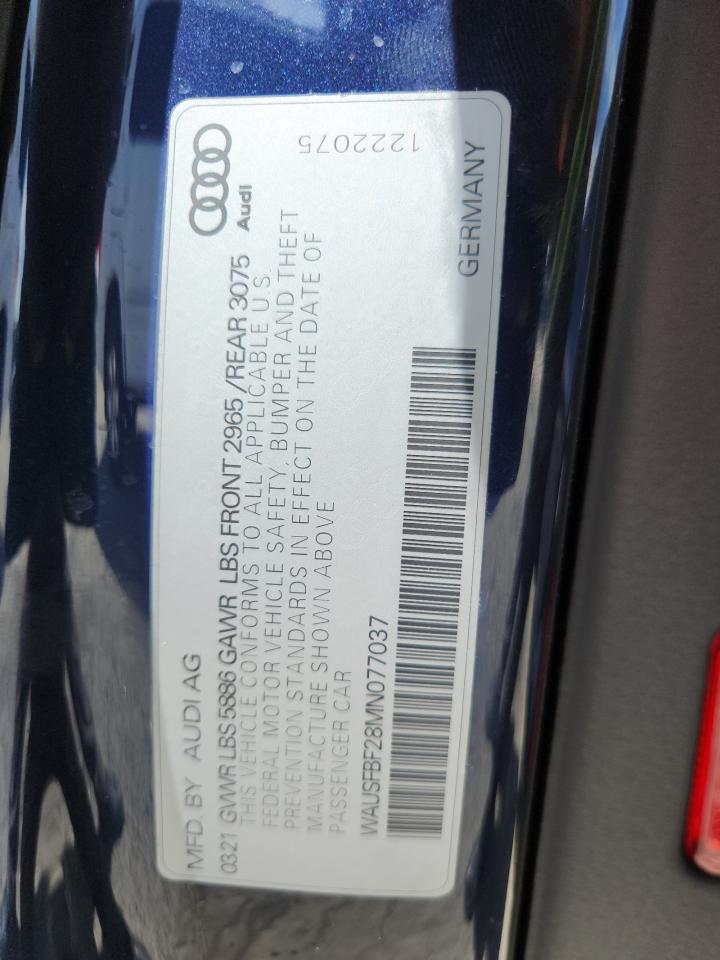 MFD. BY AUDI AG
0321 GVWR LBS 5886 GAWR LBS FRONT 2965 / REAR 3075
THIS VEHICLE CONFORMS TO ALL APPLICABLE U.S.
FEDERAL MOTOR VEHICLE SAFETY, BUMPER AND THEFT
PREVENTION STANDARDS IN EFFECT ON THE DATE OF
MANUFACTURE SHOWN ABOVE
PASSENGER CAR
WAUSFBF28MN077037
Audi
1222075
GERMANY